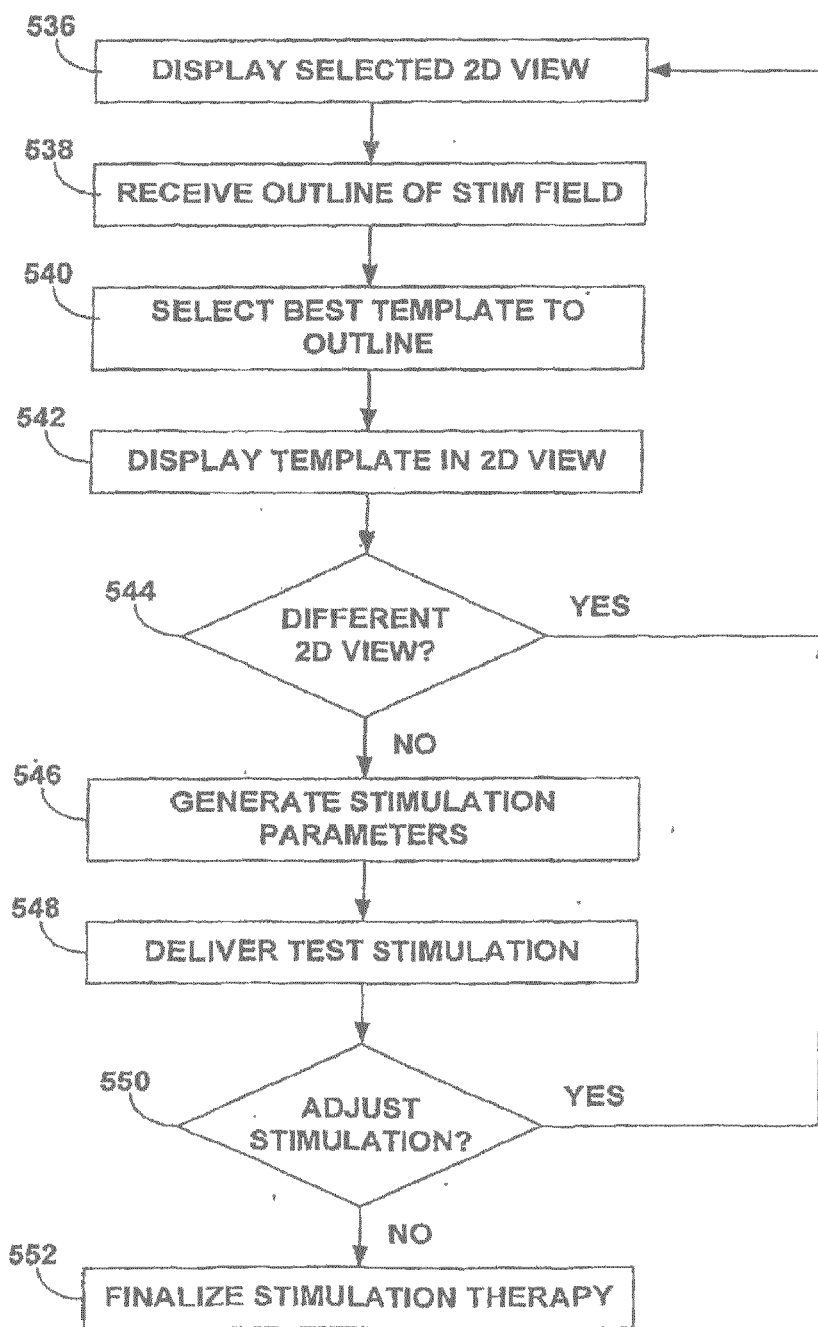 536
DISPLAY SELECTED 2D VIEW
538
RECEIVE OUTLINE OF STIM FIELD
540
SELECT BEST TEMPLATE TO
OUTLINE
542
DISPLAY TEMPLATE IN 2D VIEW
544
DIFFERENT
2D VIEW?
YES
NO
546
GENERATE STIMULATION
PARAMETERS
548
DELIVER TEST STIMULATION
550
ADJUST
STIMULATION?
YES
NO
552
FINALIZE STIMULATION THERAPY